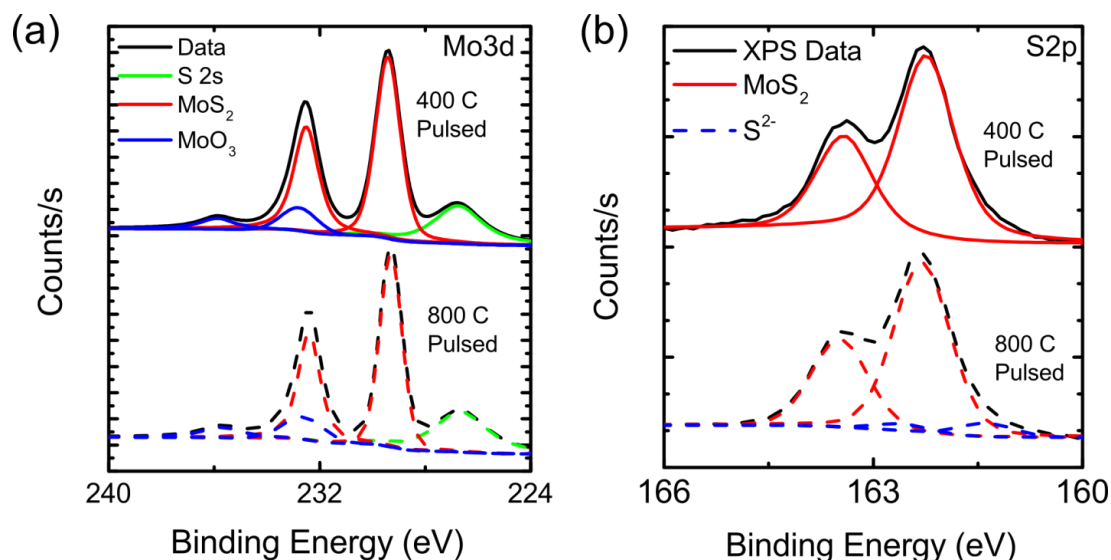 (a)
Mo3d
Data
S 2s
MoS₂
MoO₃
400 C
Pulsed
800 C
Pulsed
Counts/s
240
232
224
Binding Energy (eV)
(b)
S2p
XPS Data
MoS₂
S²⁻
400 C
Pulsed
800 C
Pulsed
Counts/s
166
163
160
Binding Energy (eV)